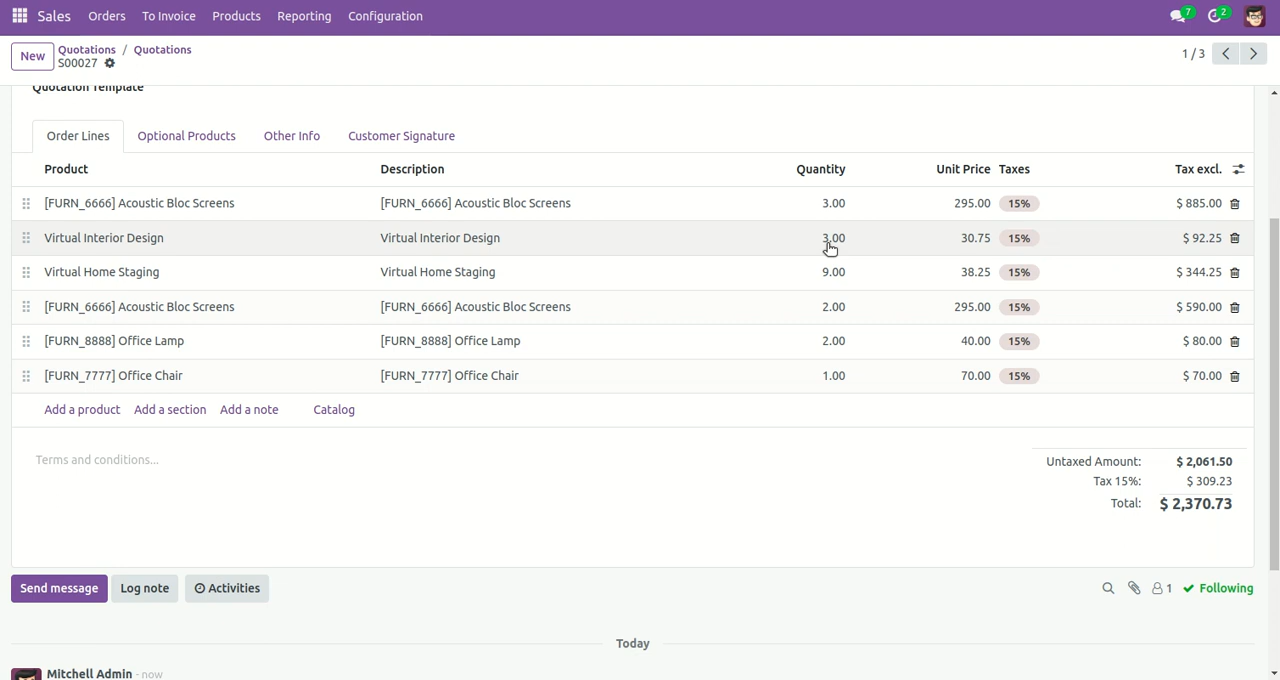 Sales Orders To Invoice Products Reporting Configuration 7 2
New Quotations / Quotations
S00027
1 / 3
Quotation Template
Order Lines Optional Products Other Info Customer Signature
Product Description Quantity Unit Price Taxes Tax excl.
[FURN_6666] Acoustic Bloc Screens [FURN_6666] Acoustic Bloc Screens 3.00 295.00 15% $ 885.00
Virtual Interior Design Virtual Interior Design 3.00 30.75 15% $ 92.25
Virtual Home Staging Virtual Home Staging 9.00 38.25 15% $ 344.25
[FURN_6666] Acoustic Bloc Screens [FURN_6666] Acoustic Bloc Screens 2.00 295.00 15% $ 590.00
[FURN_8888] Office Lamp [FURN_8888] Office Lamp 2.00 40.00 15% $ 80.00
[FURN_7777] Office Chair [FURN_7777] Office Chair 1.00 70.00 15% $ 70.00
Add a product Add a section Add a note Catalog
Terms and conditions...
Untaxed Amount: $ 2,061.50
Tax 15%: $ 309.23
Total: $ 2,370.73
Send message Log note Activities 1 Following
Today
Mitchell Admin - now